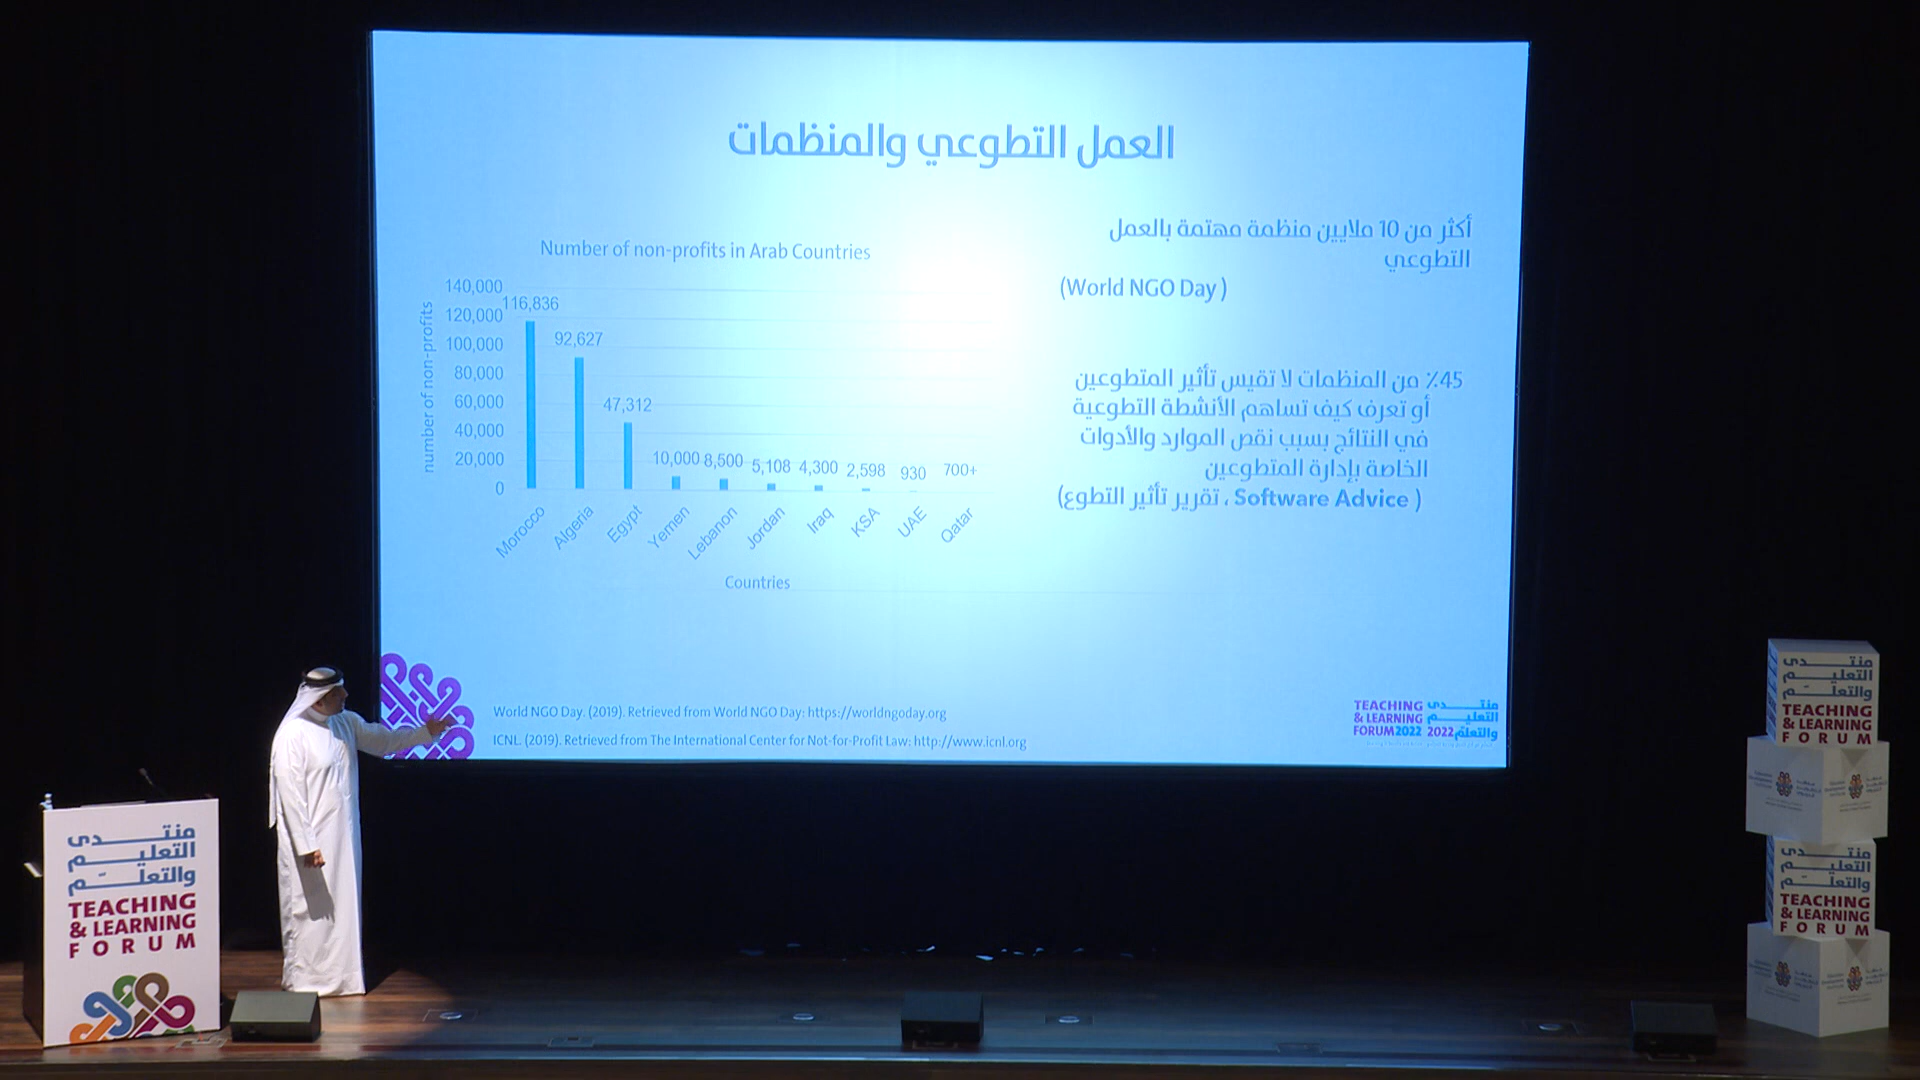 العمل التطوعي والمنظمات
أكثر من 10 ملايين منظمة مهتمة بالعمل
التطوعي
(World NGO Day )
45٪ من المنظمات لا تقيس تأثير المتطوعين
أو تعرف كيف تساهم الأنشطة التطوعية
في النتائج بسبب نقص الموارد والأدوات
الخاصة بإدارة المتطوعين
( Software Advice ، تقرير تأثير التطوع)
Number of non-profits in Arab Countries
number of non-profits
140,000
120,000
100,000
80,000
60,000
40,000
20,000
0
116,836
92,627
47,312
10,000
8,500
5,108
4,300
2,598
930
700+
Morocco
Algeria
Egypt
Yemen
Lebanon
Jordan
Iraq
KSA
UAE
Qatar
Countries
World NGO Day. (2019). Retrieved from World NGO Day: https://worldngoday.org
ICNL. (2019). Retrieved from The International Center for Not-for-Profit Law: http://www.icnl.org
TEACHING
& LEARNING
FORUM2022
منتدى
التعليم
والتعلّم 2022
منتدى
التعليم
والتعلّم
TEACHING
& LEARNING
FORUM
منتدى
التعليم
والتعلّم
TEACHING
& LEARNING
FORUM
منتدى
التعليم
والتعلّم
TEACHING
& LEARNING
FORUM